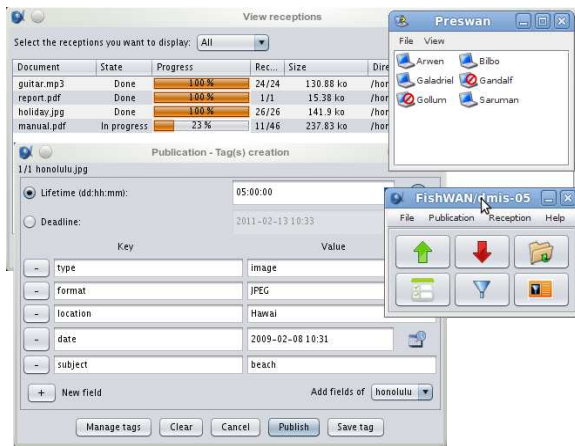 View receptions
Select the receptions you want to display: All
Document State Progress Rec... Size Dire
guitar.mp3 Done 100 % 24/24 130.88 ko /hor
report.pdf Done 100 % 1/1 15.38 ko /hor
holiday.jpg Done 100 % 26/26 141.9 ko /hor
manual.pdf In progress 23 % 11/46 237.83 ko /hor
Preswan
File View
Arwen Bilbo
Galadriel Gandalf
Gollum Saruman
Publication - Tag(s) creation
1/1 honolulu.jpg
Lifetime (dd:hh:mm): 05:00:00
Deadline: 2011-02-13 10:33
Key Value
- type image
- format JPEG
- location Hawai
- date 2009-02-08 10:31
- subject beach
+ New field Add fields of honolulu
Manage tags Clear Cancel Publish Save tag
FishWAN/dmis-05
File Publication Reception Help